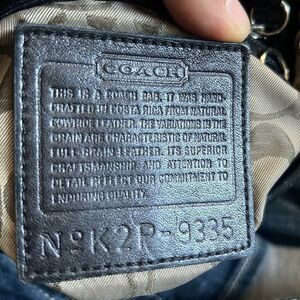 COACH
THIS IS A COACH BAG. IT WAS HAND-
CRAFTED IN COSTA RICA FROM NATURAL
COWHIDE LEATHER. THE VARIATIONS IN THE
GRAIN ARE CHARACTERISTIC OF NATURAL
FULL-GRAIN LEATHER. ITS SUPERIOR
CRAFTSMANSHIP AND ATTENTION TO
DETAIL REFLECT OUR COMMITMENT TO
ENDURING QUALITY.
Nº K2P-9335